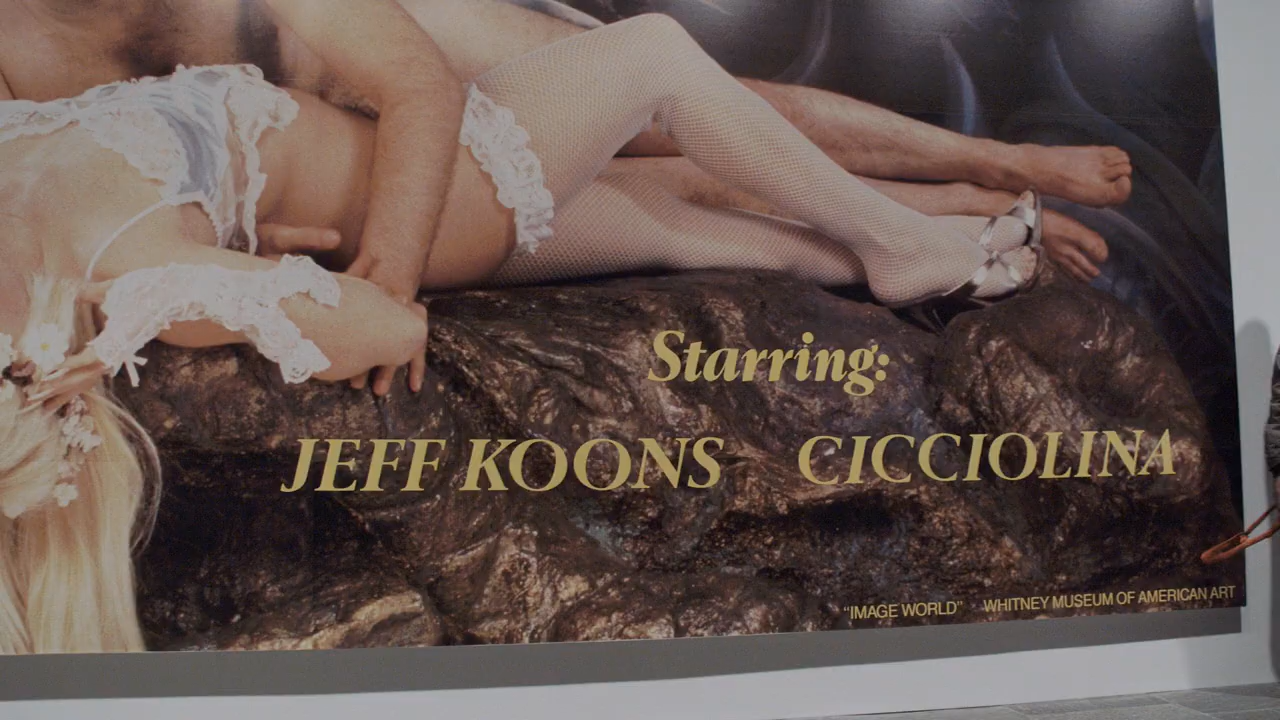 Starring:
JEFF KOONS CICCIOLINA
“IMAGE WORLD” WHITNEY MUSEUM OF AMERICAN ART